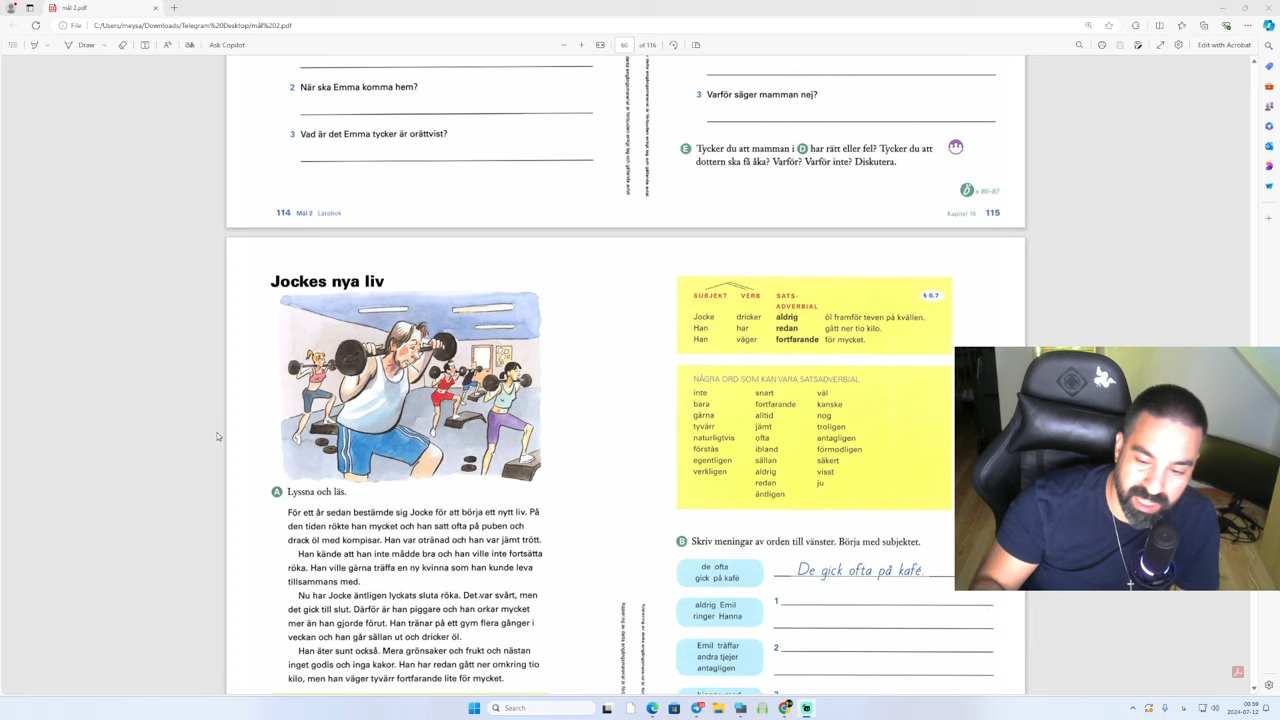 mål 2.pdf
File
C:/Users/meysa/Downloads/Telegram%20Desktop/mål%202.pdf
Draw
Ask Copilot
60
of 116
Edit with Acrobat
2 När ska Emma komma hem?
3 Vad är det Emma tycker är orättvist?
114 Mål 2 Lärobok
3 Varför säger mamman nej?
E Tycker du att mamman i D har rätt eller fel? Tycker du att
dottern ska få åka? Varför? Varför inte? Diskutera.
ö s 86–87
Kapitel 16 115
Jockes nya liv
A Lyssna och läs.
För ett år sedan bestämde sig Jocke för att börja ett nytt liv. På
den tiden rökte han mycket och han satt ofta på puben och
drack öl med kompisar. Han var otränad och han var jämt trött.
Han kände att han inte mådde bra och han ville inte fortsätta
röka. Han ville gärna träffa en ny kvinna som han kunde leva
tillsammans med.
Nu har Jocke äntligen lyckats sluta röka. Det var svårt, men
det gick till slut. Därför är han piggare och han orkar mycket
mer än han gjorde förut. Han tränar på ett gym flera gånger i
veckan och han går sällan ut och dricker öl.
Han äter sunt också. Mera grönsaker och frukt och nästan
inget godis och inga kakor. Han har redan gått ner omkring tio
kilo, men han väger tyvärr fortfarande lite för mycket.
SUBJEKT VERB SATS-
ADVERBIAL
§ 6,7
Jocke dricker aldrig öl framför teven på kvällen.
Han har redan gått ner tio kilo.
Han väger fortfarande för mycket.
NÅGRA ORD SOM KAN VARA SATSADVERBIAL
inte snart väl
bara fortfarande kanske
gärna alltid nog
tyvärr jämt troligen
naturligtvis ofta antagligen
förstås ibland förmodligen
egentligen sällan säkert
verkligen aldrig visst
redan ju
äntligen
B Skriv meningar av orden till vänster. Börja med subjektet.
de ofta
gick på kafé
De gick ofta på kafé.
aldrig Emil
ringer Hanna
1
Emil träffar
andra tjejer
antagligen
2
Search
00:59
2024-07-12